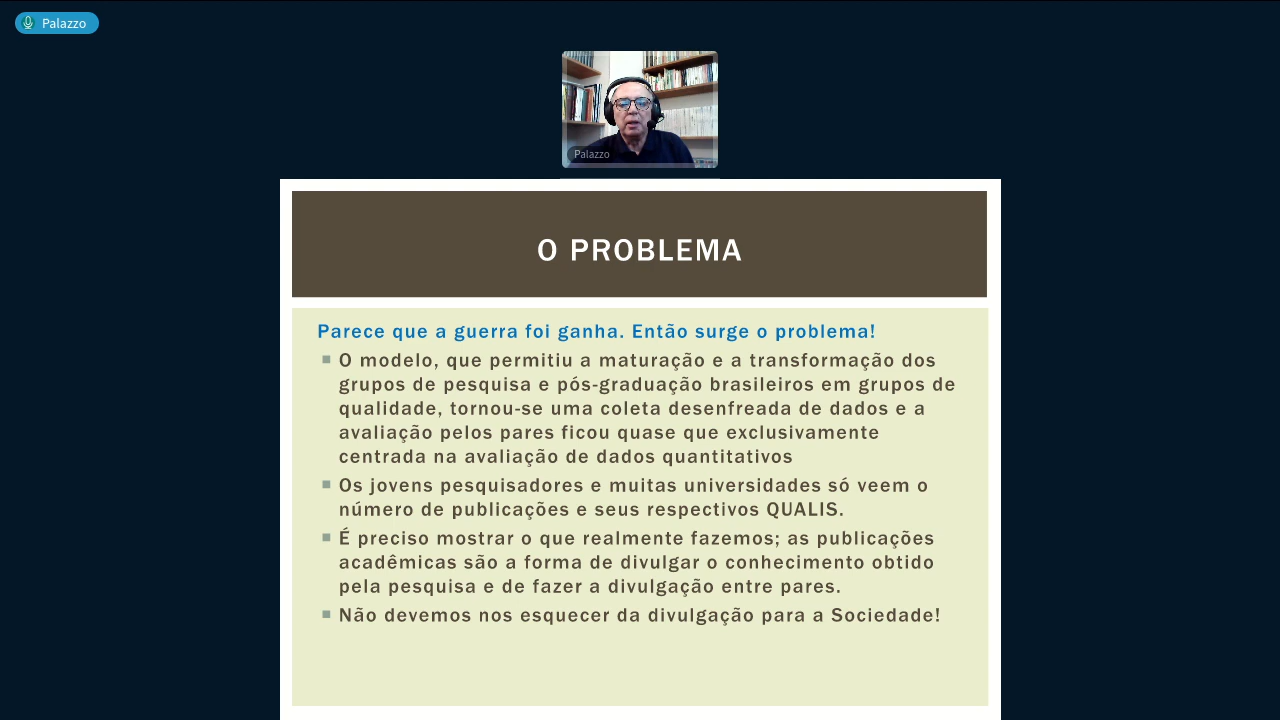 Palazzo
Palazzo
O PROBLEMA
Parece que a guerra foi ganha. Então surge o problema!
O modelo, que permitiu a maturação e a transformação dos
grupos de pesquisa e pós-graduação brasileiros em grupos de
qualidade, tornou-se uma coleta desenfreada de dados e a
avaliação pelos pares ficou quase que exclusivamente
centrada na avaliação de dados quantitativos
Os jovens pesquisadores e muitas universidades só veem o
número de publicações e seus respectivos QUALIS.
É preciso mostrar o que realmente fazemos; as publicações
acadêmicas são a forma de divulgar o conhecimento obtido
pela pesquisa e de fazer a divulgação entre pares.
Não devemos nos esquecer da divulgação para a Sociedade!